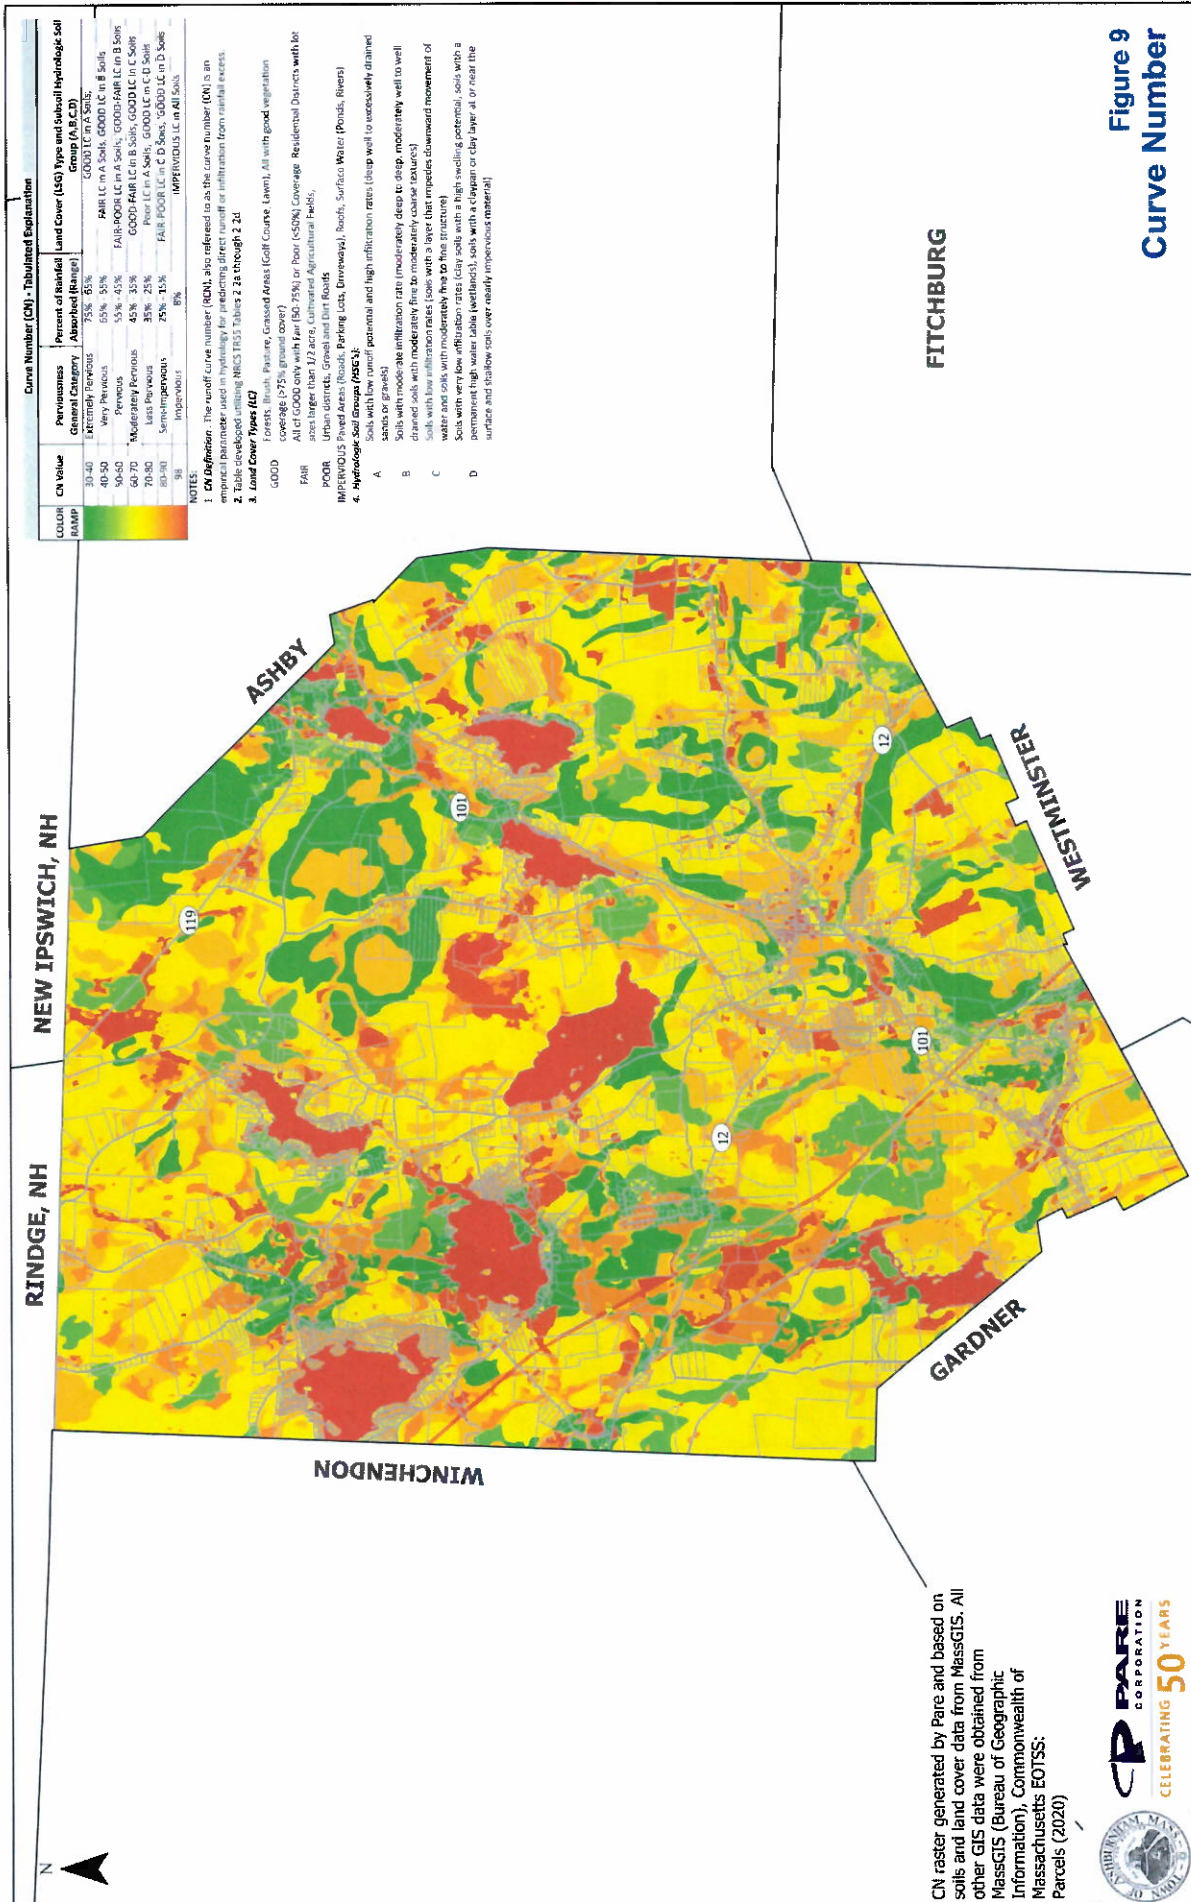 N
RINDGE, NH
NEW IPSWICH, NH
ASHBY
FITCHBURG
WESTMINSTER
GARDNER
WINCHENDON
119
101
12
12
101
Curve Number (CN) - Tabulated Explanation
COLOR RAMP
CN Value
Perviousness General Category
Percent of Rainfall Absorbed (Range)
Land Cover (LSG) Type and Subsoil Hydrologic Soil Group (A,B,C,D)
30-40 Extremely Pervious 75% - 65% GOOD LC in A Soils;
40-50 Very Pervious 65% - 55% FAIR LC in A Soils, GOOD LC in B Soils
50-60 Pervious 55% - 45% FAIR-POOR LC in A Soils, GOOD-FAIR LC in B Soils
60-70 Moderately Pervious 45% - 35% GOOD-FAIR LC in B Soils, GOOD LC in C Soils
70-80 Less Pervious 35% - 25% Poor LC in A Soils, GOOD LC in C-D Soils
80-90 Semi-Impervious 25% - 15% FAIR-POOR LC in C-D Soils, GOOD LC in D Soils
98 Impervious 8% IMPERVIOUS LC in All Soils
NOTES:
1 CN Definition: The runoff curve number (RCN), also refereed to as the curve number (CN) is an
empirical parameter used in hydrology for predicting direct runoff or infiltration from rainfall excess.
2. Table developed utilizing NRCS TR55 Tables 2-2a through 2-2d
3. Land Cover Types (LC)
GOOD Forests, Brush, Pasture, Grassed Areas (Golf Course, Lawn), All with good vegetation
coverage (>75% ground cover)
FAIR All of GOOD only with Fair (50-75%) or Poor (<50%) Coverage Residential Districts with lot
sizes larger than 1/2 acre, Cultivated Agricultural Fields,
POOR Urban districts, Gravel and Dirt Roads
IMPERVIOUS Paved Areas (Roads, Parking Lots, Driveways), Roofs, Surface Water (Ponds, Rivers)
4. Hydrologic Soil Groups (HSG's):
A Soils with low runoff potential and high infiltration rates (deep well to excessively drained
sands or gravels)
B Soils with moderate infiltration rate (moderately deep to deep, moderately well to well
drained soils with moderately fine to moderately coarse textures)
C Soils with low infiltration rates (soils with a layer that impedes downward movement of
water and soils with moderately fine to fine structure)
D Soils with very low infiltration rates (clay soils with a high swelling potential, soils with a
permanent high water table (wetlands), soils with a claypan or clay layer at or near the
surface and shallow soils over nearly impervious material)
CN raster generated by Pare and based on
soils and land cover data from MassGIS. All
other GIS data were obtained from
MassGIS (Bureau of Geographic
Information), Commonwealth of
Massachusetts EOTSS:
Parcels (2020)
TOWN OF ASHBURNHAM, MASS.
PARE
CORPORATION
CELEBRATING 50 YEARS
Figure 9
Curve Number